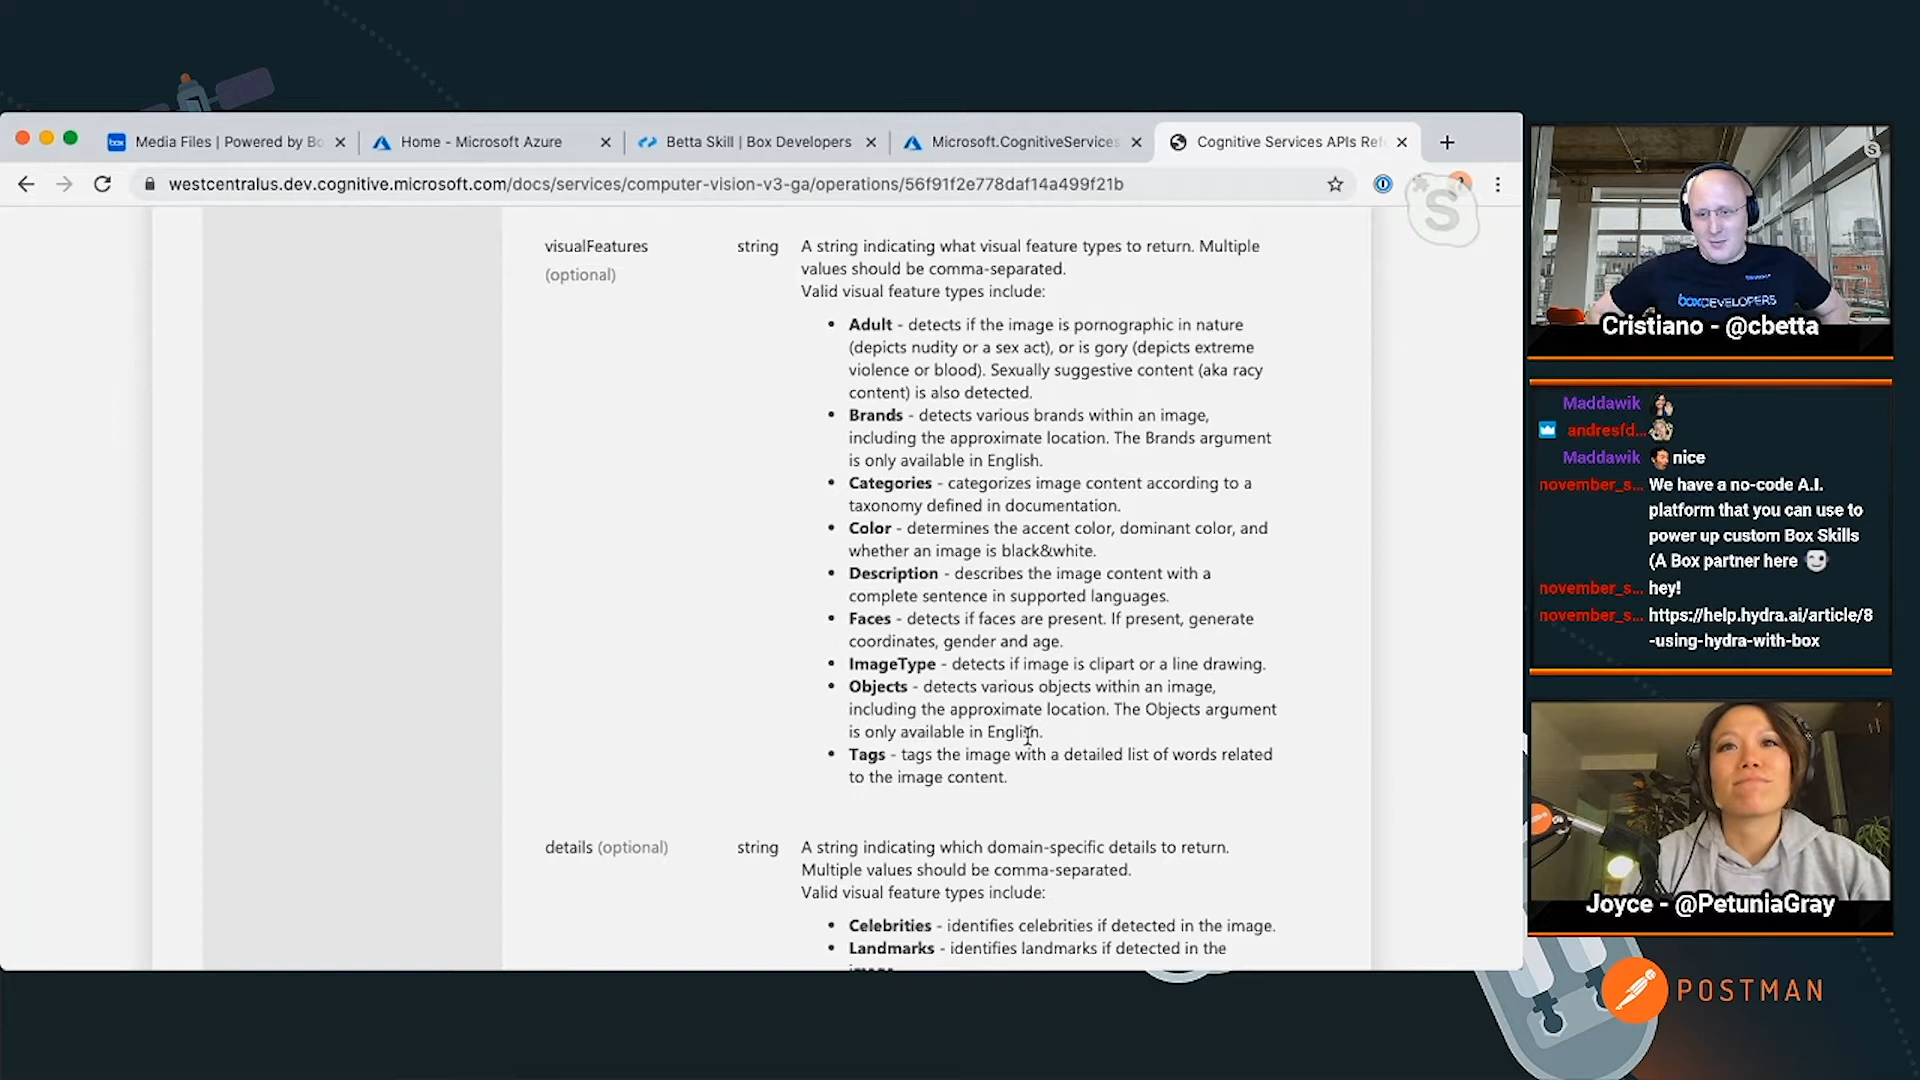 Media Files | Powered by Bo
Home - Microsoft Azure
Betta Skill | Box Developers
Microsoft.CognitiveServices
Cognitive Services APIs Ref
westcentralus.dev.cognitive.microsoft.com/docs/services/computer-vision-v3-ga/operations/56f91f2e778daf14a499f21b
visualFeatures
(optional)
string
A string indicating what visual feature types to return. Multiple
values should be comma-separated.
Valid visual feature types include:
• Adult - detects if the image is pornographic in nature
(depicts nudity or a sex act), or is gory (depicts extreme
violence or blood). Sexually suggestive content (aka racy
content) is also detected.
• Brands - detects various brands within an image,
including the approximate location. The Brands argument
is only available in English.
• Categories - categorizes image content according to a
taxonomy defined in documentation.
• Color - determines the accent color, dominant color, and
whether an image is black&white.
• Description - describes the image content with a
complete sentence in supported languages.
• Faces - detects if faces are present. If present, generate
coordinates, gender and age.
• ImageType - detects if image is clipart or a line drawing.
• Objects - detects various objects within an image,
including the approximate location. The Objects argument
is only available in English.
• Tags - tags the image with a detailed list of words related
to the image content.
details (optional)
string
A string indicating which domain-specific details to return.
Multiple values should be comma-separated.
Valid visual feature types include:
• Celebrities - identifies celebrities if detected in the image.
• Landmarks - identifies landmarks if detected in the
image
boxDEVELOPERS
Cristiano - @cbetta
Maddawik
andresfd...
Maddawik nice
november_s... We have a no-code A.I.
platform that you can use to
power up custom Box Skills
(A Box partner here
november_s... hey!
november_s... https://help.hydra.ai/article/8
-using-hydra-with-box
Joyce - @PetuniaGray
POSTMAN